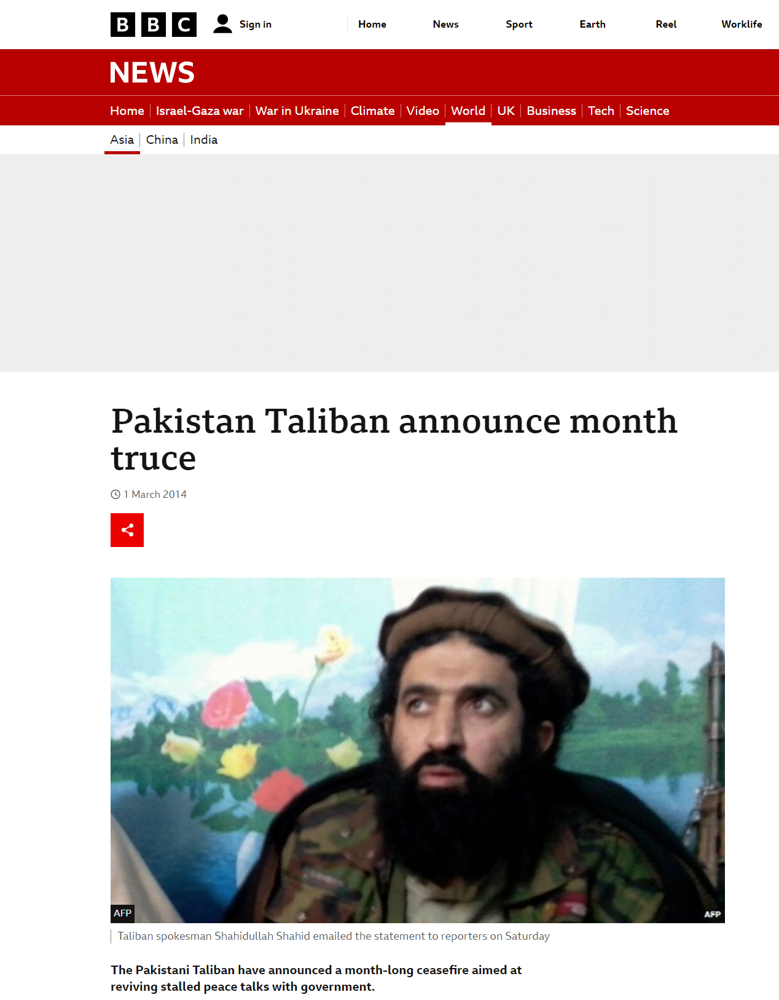 BBC
Sign in
Home
News
Sport
Earth
Reel
Worklife
NEWS
Home
Israel-Gaza war
War in Ukraine
Climate
Video
World
UK
Business
Tech
Science
Asia
China
India
Pakistan Taliban announce month
truce
1 March 2014
AFP
AFP
Taliban spokesman Shahidullah Shahid emailed the statement to reporters on Saturday
The Pakistani Taliban have announced a month-long ceasefire aimed at
reviving stalled peace talks with government.